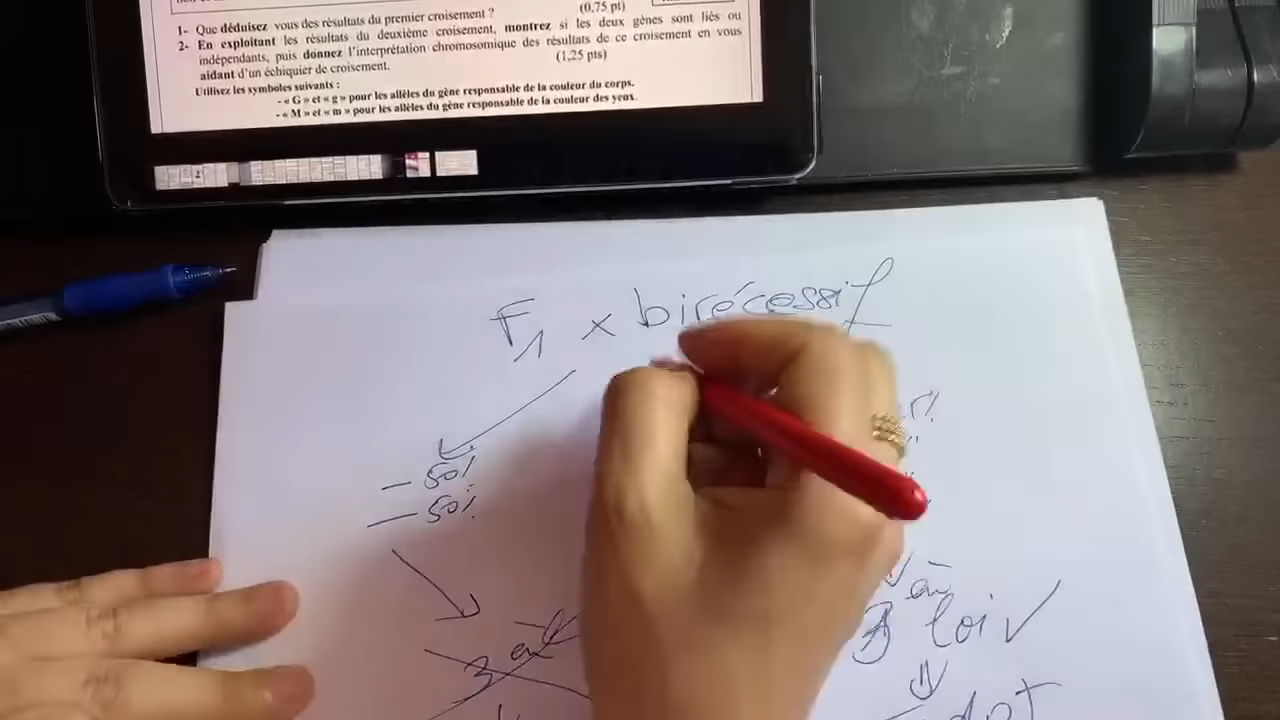 (0,75 pt)
1- Que déduisez vous des résultats du premier croisement ?
2- En exploitant les résultats du deuxième croisement, montrez si les deux gènes sont liés ou
indépendants, puis donnez l'interprétation chromosomique des résultats de ce croisement en vous
aidant d'un échiquier de croisement.
(1,25 pts)
Utilisez les symboles suivants :
- « G » et « g » pour les allèles du gène responsable de la couleur du corps.
- « M » et « m » pour les allèles du gène responsable de la couleur des yeux.
F1 × birécessif
— 50%
— 50%
3
loi ✓